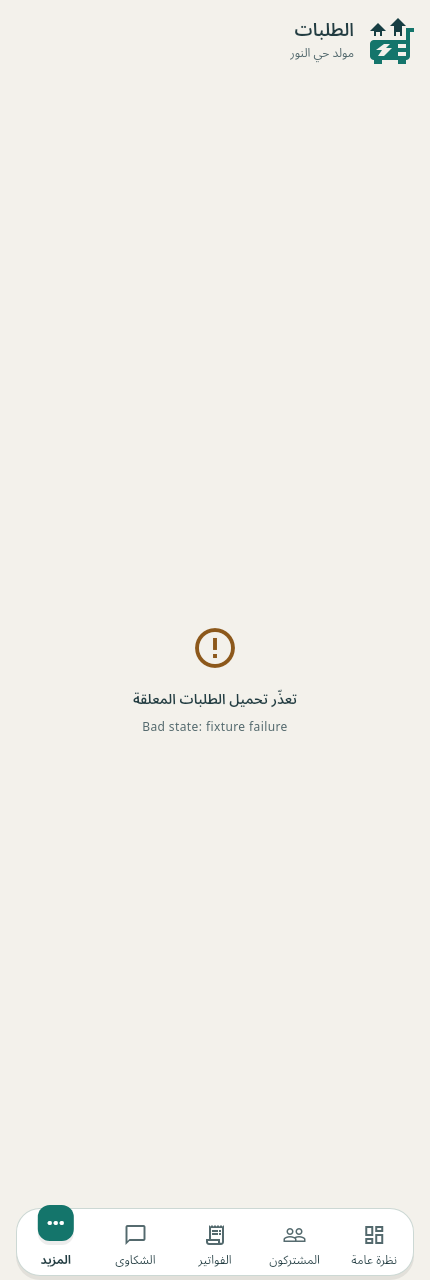 الطلبات
مولد حي النور
تعذّر تحميل الطلبات المعلقة
Bad state: fixture failure
نظرة عامة
المشتركون
الفواتير
الشكاوى
المزيد